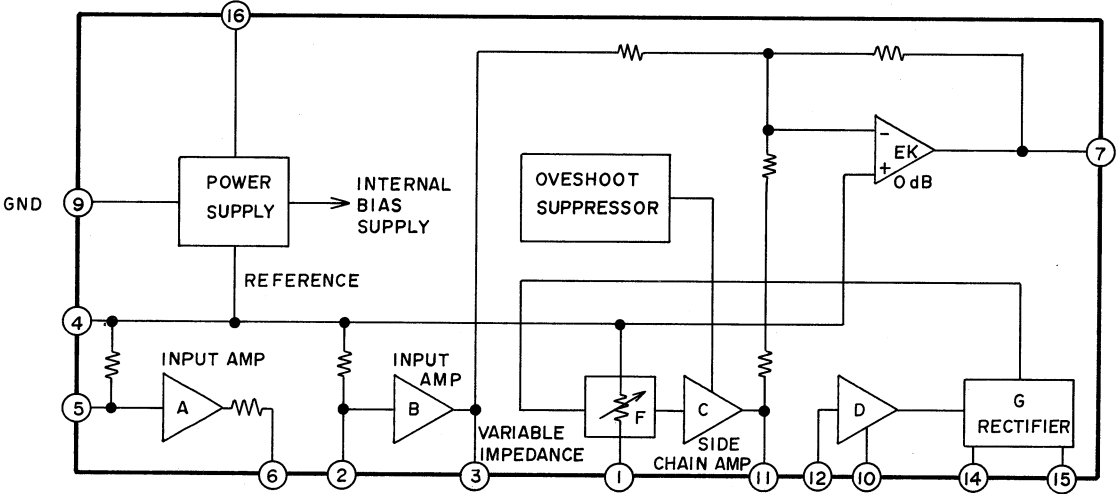 16
7
EK
-
+
0 dB
POWER
SUPPLY
INTERNAL
BIAS
SUPPLY
OVESHOOT
SUPPRESSOR
GND
9
REFERENCE
4
INPUT AMP
INPUT
AMP
5
A
B
F
C
D
G
RECTIFIER
VARIABLE
IMPEDANCE
SIDE
CHAIN AMP
6
2
3
1
11
12
10
14
15